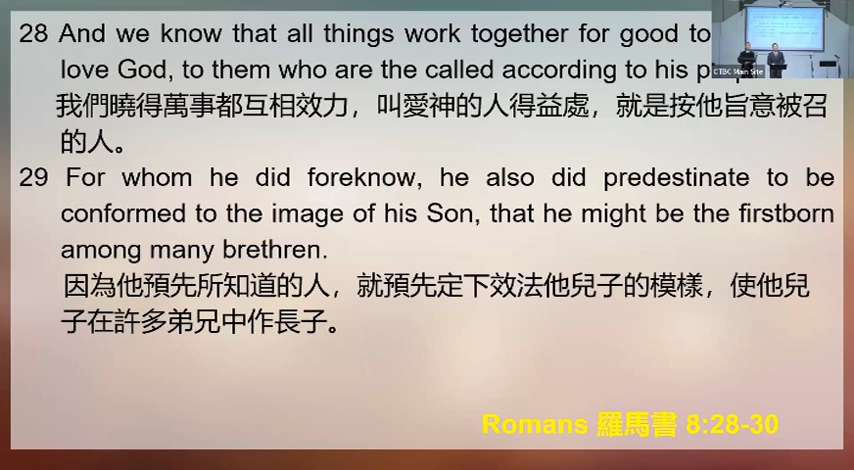 28 And we know that all things work together for good to
love God, to them who are the called according to his
我們曉得萬事都互相效力，叫愛神的人得益處，就是按他旨意被召
的人。
29 For whom he did foreknow, he also did predestinate to be
conformed to the image of his Son, that he might be the firstborn
among many brethren.
因為他預先所知道的人，就預先定下效法他兒子的模樣，使他兒
子在許多弟兄中作長子。
Romans 羅馬書 8:28-30
CTBC Main Site